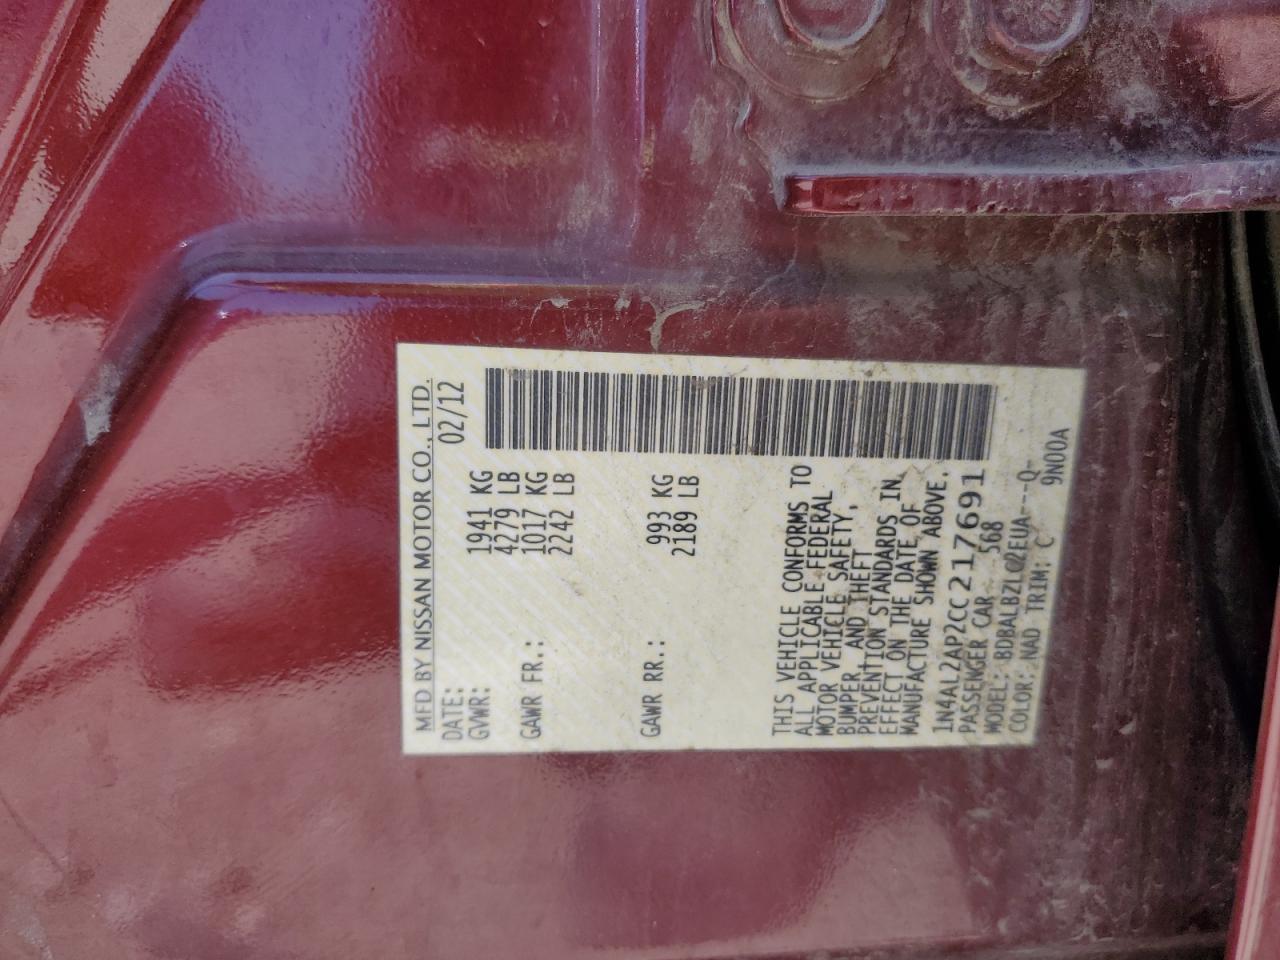 MFD BY NISSAN MOTOR CO., LTD.
DATE: 02/12
GVWR: 1941 KG
4279 LB
GAWR FR.: 1017 KG
2242 LB
GAWR RR.: 993 KG
2189 LB
THIS VEHICLE CONFORMS TO
ALL APPLICABLE FEDERAL
MOTOR VEHICLE SAFETY,
BUMPER, AND THEFT
PREVENTION STANDARDS IN
EFFECT ON THE DATE OF
MANUFACTURE SHOWN ABOVE.
1N4AL2AP2CC217691
PASSENGER CAR 568
MODEL: BDBALBZL02EUA---Q-
COLOR: NAD TRIM: C 9N00A